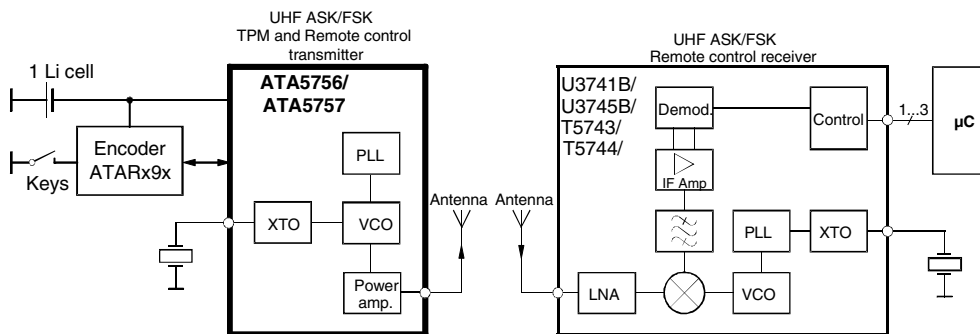 UHF ASK/FSK
TPM and Remote control
transmitter
1 Li cell
ATA5756/
ATA5757
Encoder
ATARx9x
Keys
PLL
XTO
VCO
Power
amp.
Antenna
UHF ASK/FSK
Remote control receiver
U3741B/
U3745B/
T5743/
T5744/
Demod.
Control
1...3
µC
IF Amp
Antenna
PLL
XTO
LNA
VCO